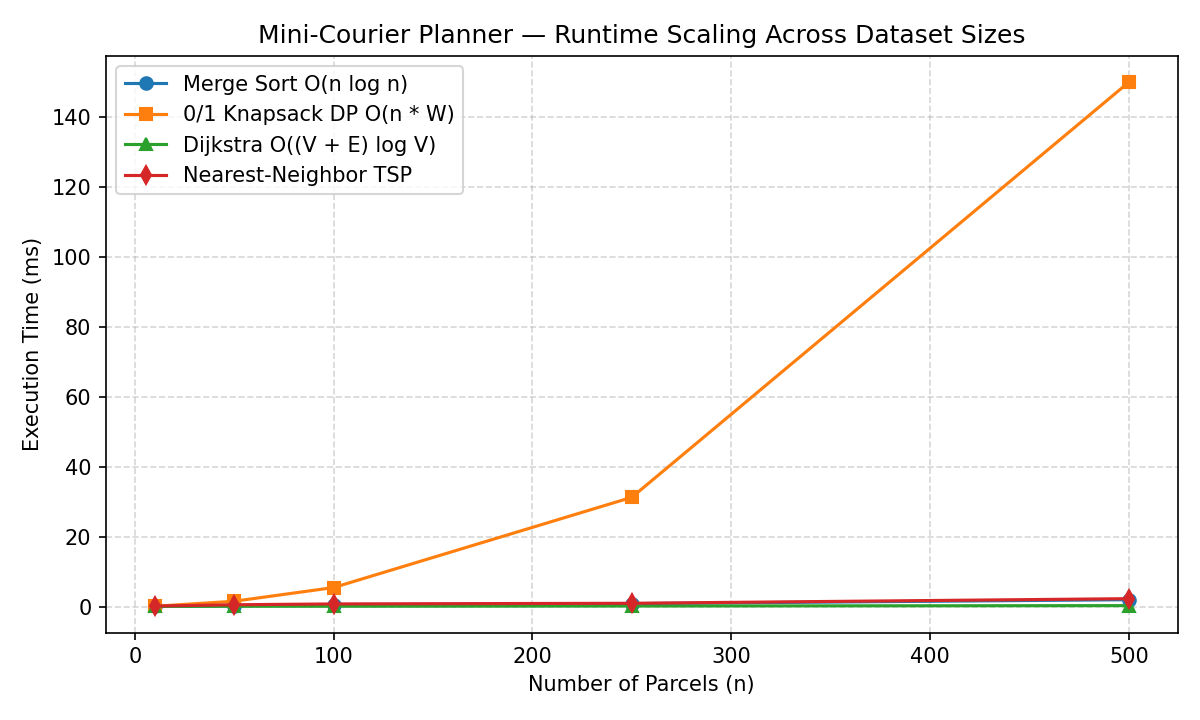 Mini-Courier Planner — Runtime Scaling Across Dataset Sizes
Merge Sort O(n log n)
0/1 Knapsack DP O(n * W)
Dijkstra O((V + E) log V)
Nearest-Neighbor TSP
Execution Time (ms)
140
120
100
80
60
40
20
0
0 100 200 300 400 500
Number of Parcels (n)